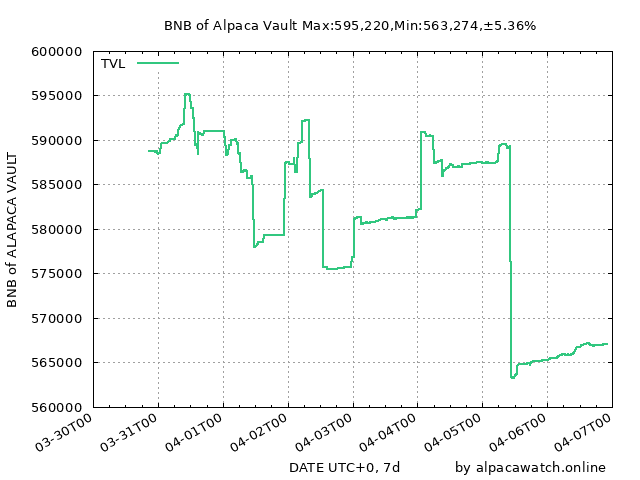 BNB of Alpaca Vault Max:595,220,Min:563,274,±5.36%
600000
TVL
595000
590000
585000
580000
575000
570000
565000
560000
BNB of ALAPACA VAULT
03-30T00
03-31T00
04-01T00
04-02T00
04-03T00
04-04T00
04-05T00
04-06T00
04-07T00
DATE UTC+0, 7d
by alpacawatch.online